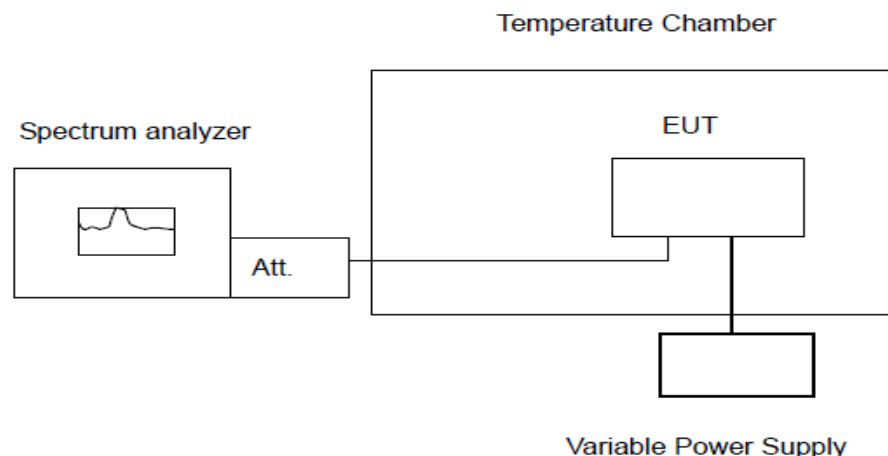 Temperature Chamber
Spectrum analyzer
EUT
Att.
Variable Power Supply